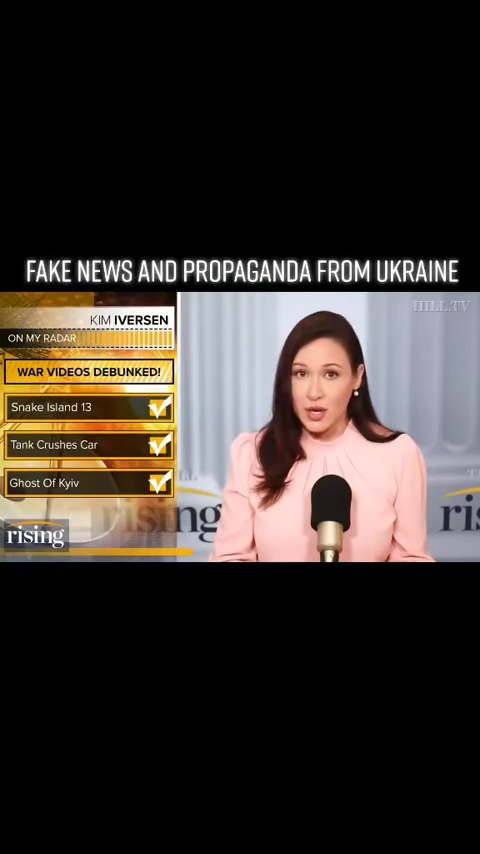 FAKE NEWS AND PROPAGANDA FROM UKRAINE
HILL.TV
KIM IVERSEN
ON MY RADAR
WAR VIDEOS DEBUNKED!
Snake Island 13
Tank Crushes Car
Ghost Of Kyiv
rising
rising